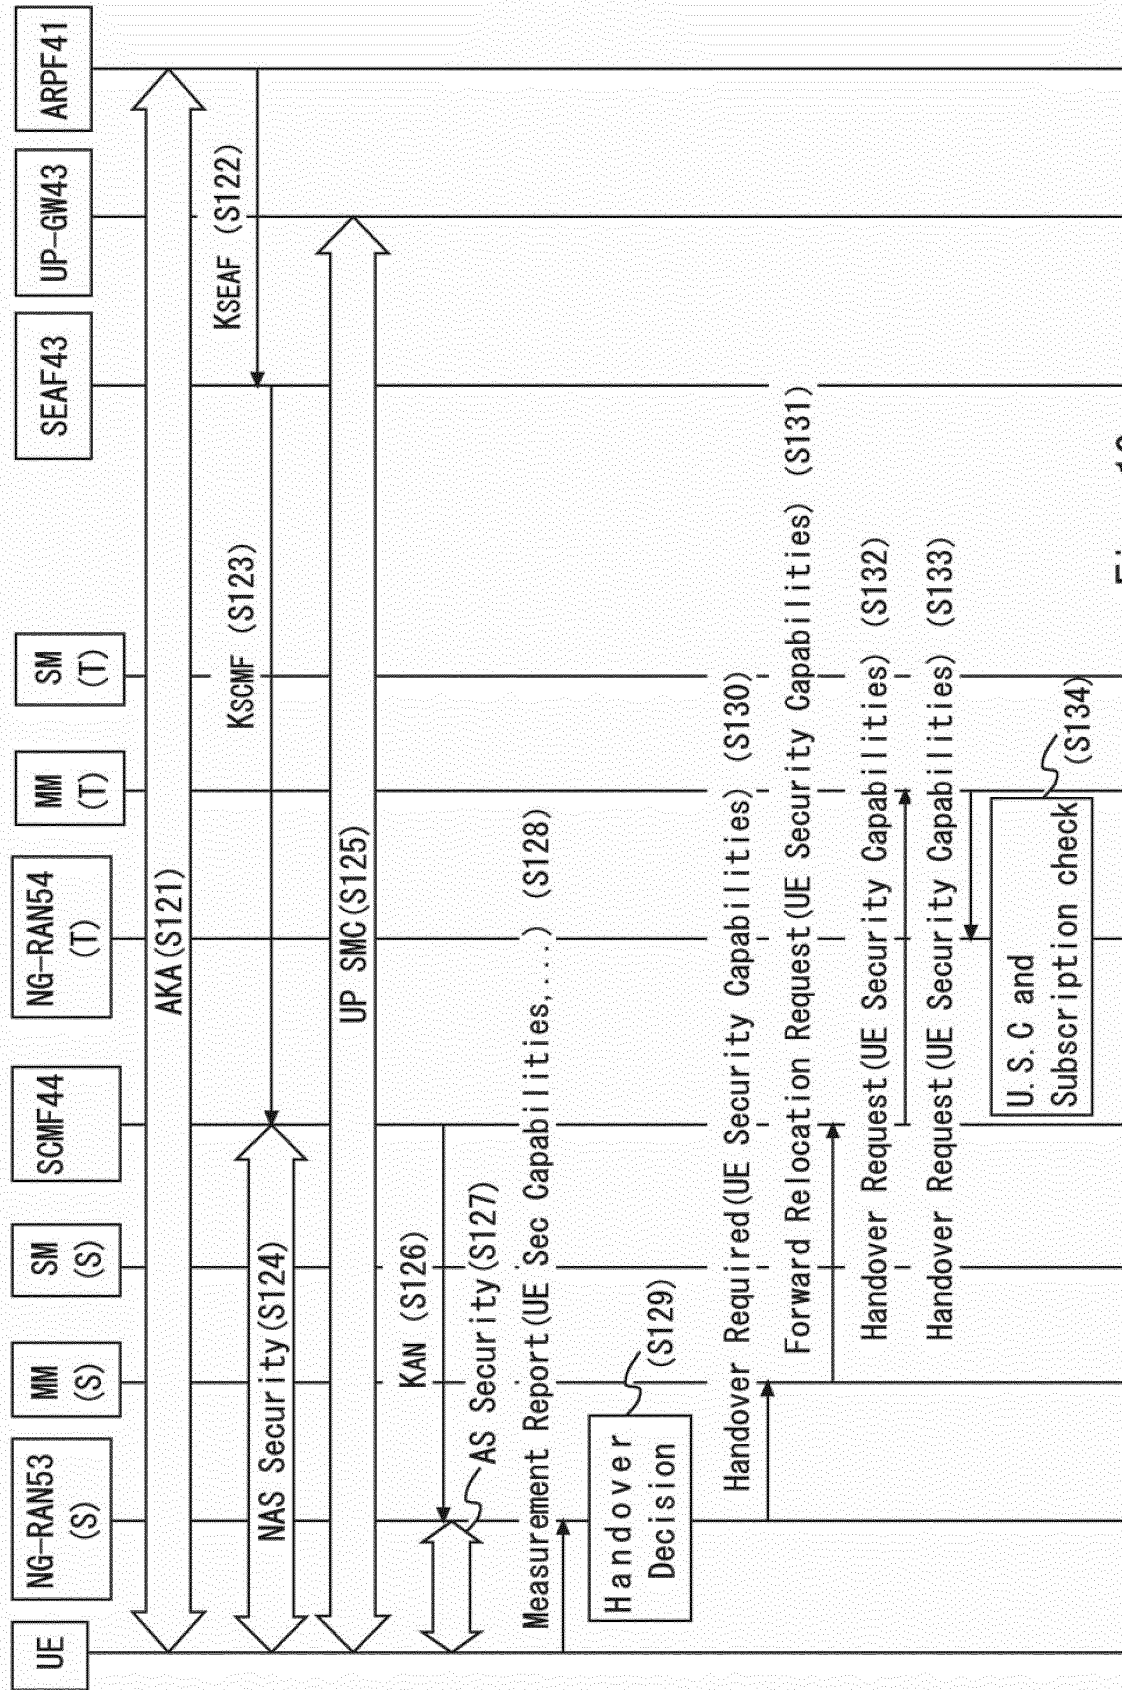 UE
NG-RAN53
(S)
MM
(S)
SM
(S)
SCMF44
NG-RAN54
(T)
MM
(T)
SM
(T)
SEAF43
UP-GW43
ARPF41
AKA(S121)
KSEAF (S122)
KSCMF (S123)
NAS Security(S124)
UP SMC(S125)
KAN (S126)
AS Security(S127)
Measurement Report(UE Sec Capabilities,....) (S128)
Handover
Decision
(S129)
Handover Required(UE Security Capabilities) (S130)
Forward Relocation Request(UE Security Capabilities) (S131)
Handover Request(UE Security Capabilities) (S132)
Handover Request(UE Security Capabilities) (S133)
U.S.C and
Subscription check
(S134)